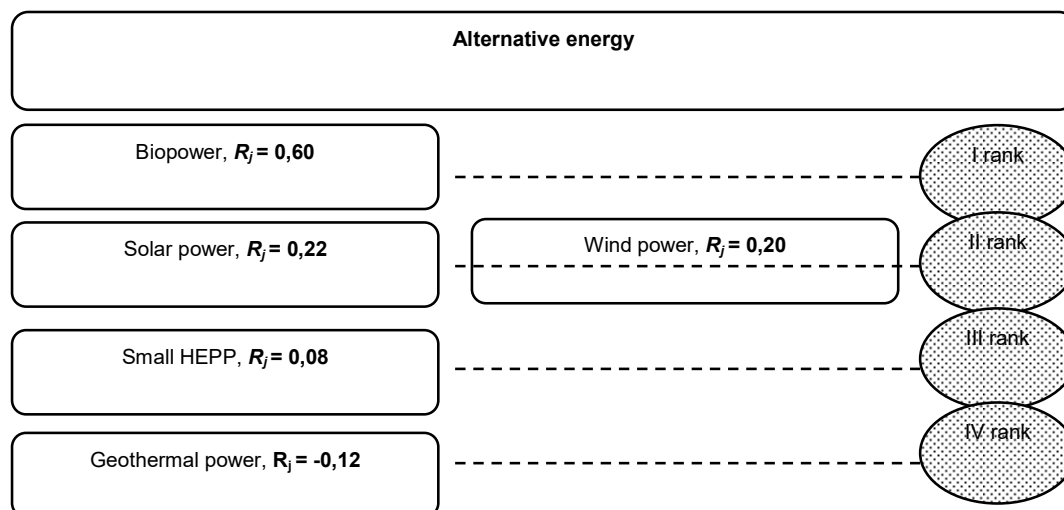 Alternative energy
Biopower, Rj = 0,60
I rank
Solar power, Rj = 0,22
Wind power, Rj = 0,20
II rank
Small HEPP, Rj = 0,08
III rank
Geothermal power, Rj = -0,12
IV rank